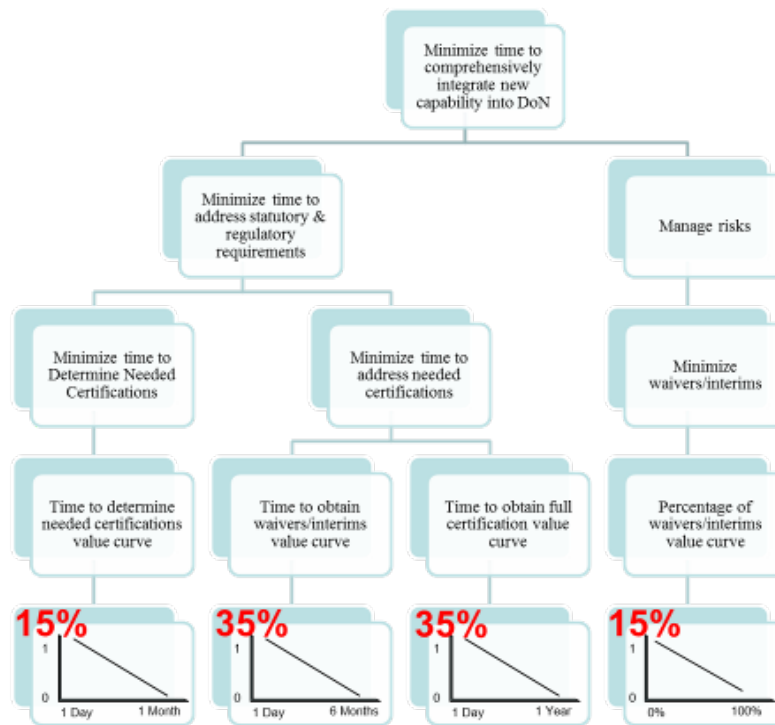 Minimize time to
comprehensively
integrate new
capability into DoN
Minimize time to
address statutory &
regulatory
requirements
Manage risks
Minimize time to
Determine Needed
Certifications
Minimize time to
address needed
certifications
Minimize
waivers/interims
Time to determine
needed certifications
value curve
Time to obtain
waivers/interims
value curve
Time to obtain full
certification value
curve
Percentage of
waivers/interims
value curve
15%
1
0
1 Day
1 Month
35%
1
0
1 Day
6 Months
35%
1
0
1 Day
1 Year
15%
1
0
0%
100%